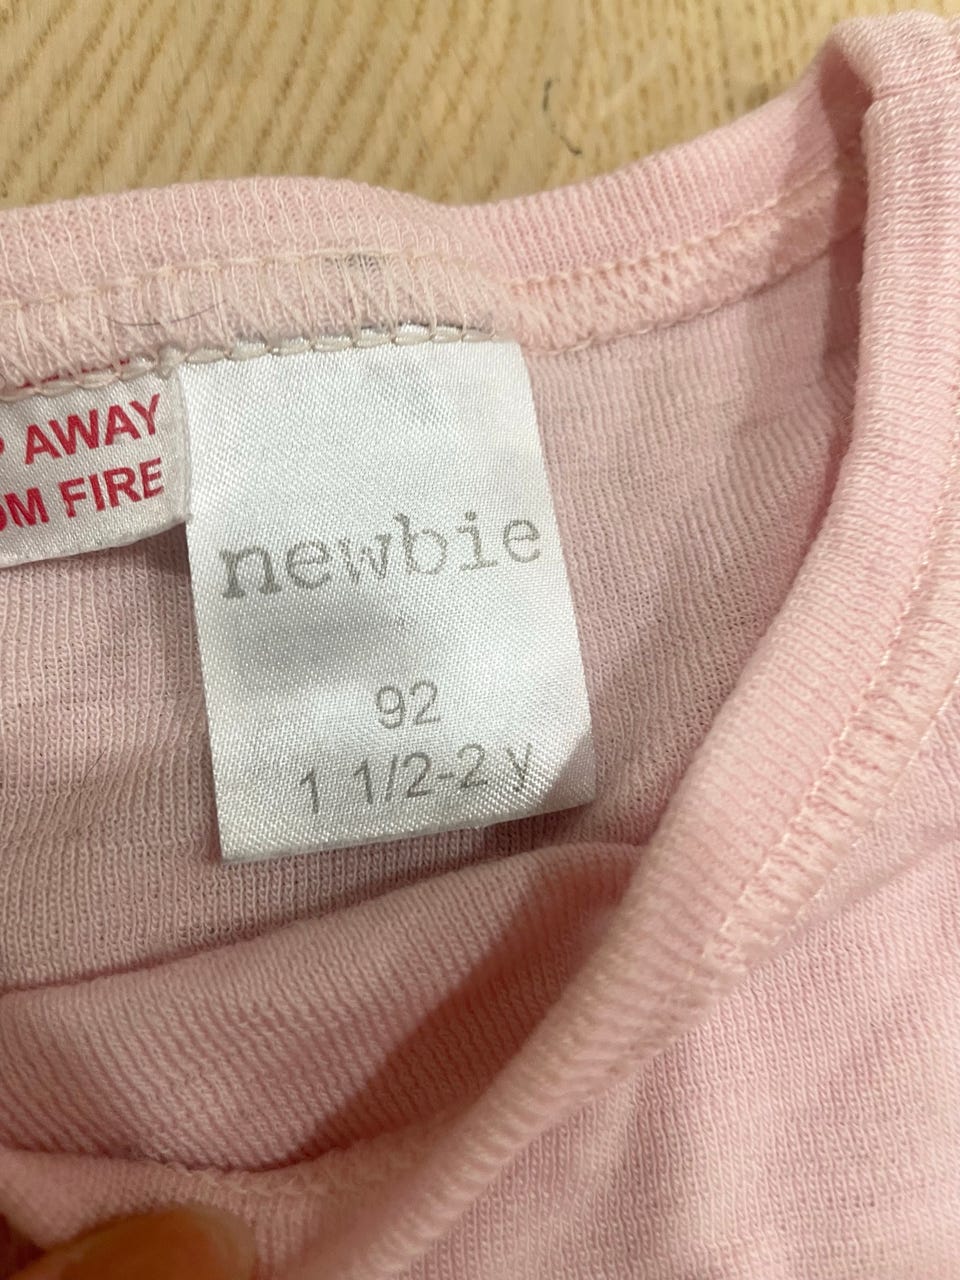 AWAY
FIRE
newbie
92
1 1/2-2 y